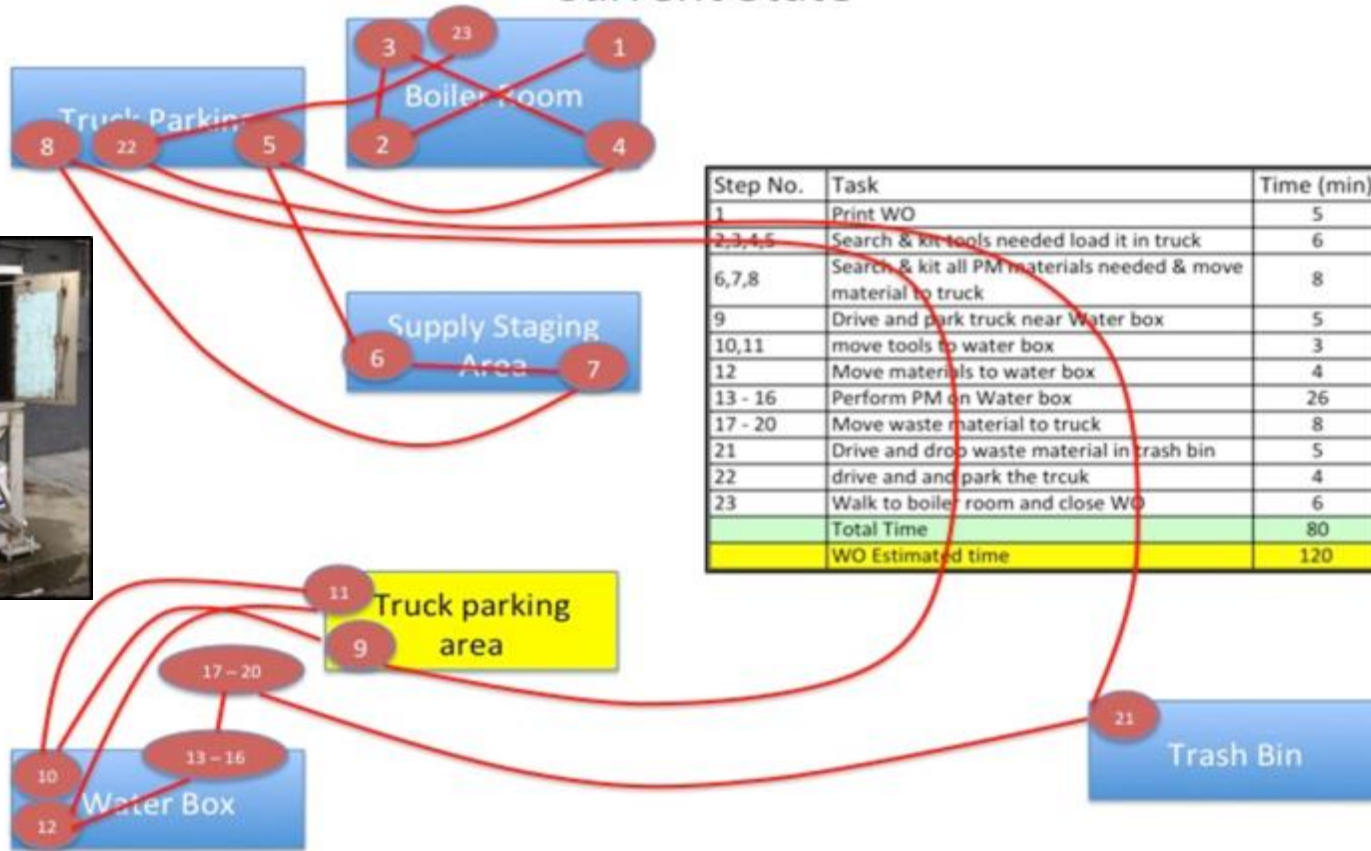 3
23
1
Boiler Room
2
4
Truck Parking
8
22
5
Supply Staging
Area
6
7
Step No. Task Time (min)
1 Print WO 5
2,3,4,5 Search & kit tools needed load it in truck 6
6,7,8 Search & kit all PM materials needed & move
material to truck 8
9 Drive and park truck near Water box 5
10,11 move tools to water box 3
12 Move materials to water box 4
13 - 16 Perform PM on Water box 26
17 - 20 Move waste material to truck 8
21 Drive and drop waste material in trash bin 5
22 drive and and park the trcuk 4
23 Walk to boiler room and close WO 6
Total Time 80
WO Estimated time 120
11
Truck parking
area
9
17 – 20
13 – 16
10
Water Box
12
21
Trash Bin